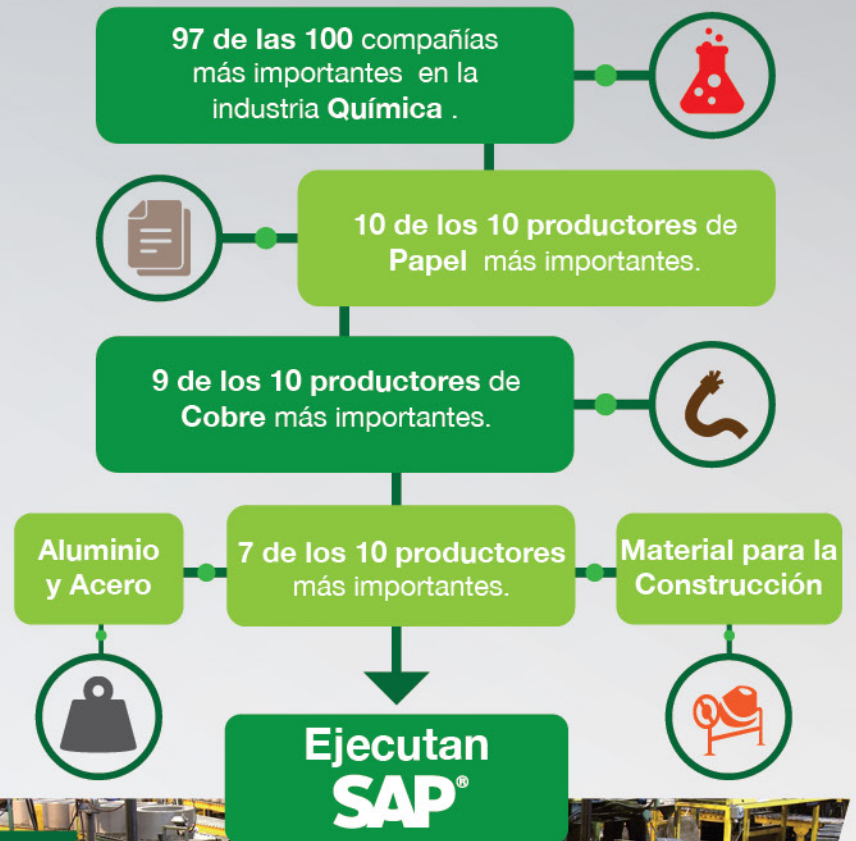 97 de las 100 compañías
más importantes en la
industria Química .
10 de los 10 productores de
Papel más importantes.
9 de los 10 productores de
Cobre más importantes.
Aluminio
y Acero
7 de los 10 productores
más importantes.
Material para la
Construcción
Ejecutan
SAP®